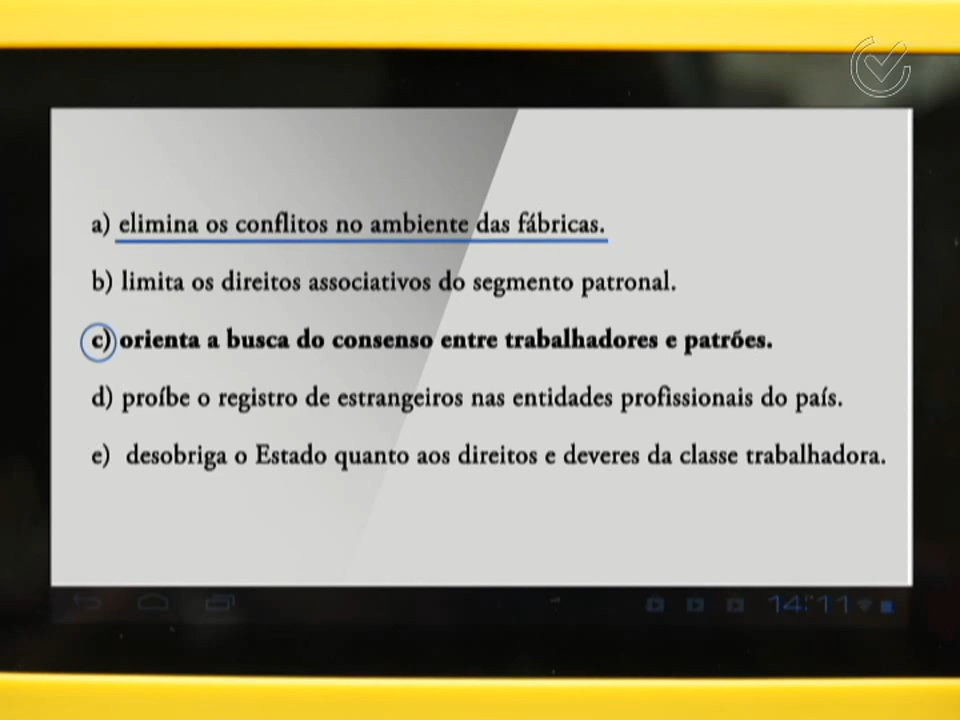 a) elimina os conflitos no ambiente das fábricas.
b) limita os direitos associativos do segmento patronal.
c) orienta a busca do consenso entre trabalhadores e patrões.
d) proíbe o registro de estrangeiros nas entidades profissionais do país.
e) desobriga o Estado quanto aos direitos e deveres da classe trabalhadora.
14:11